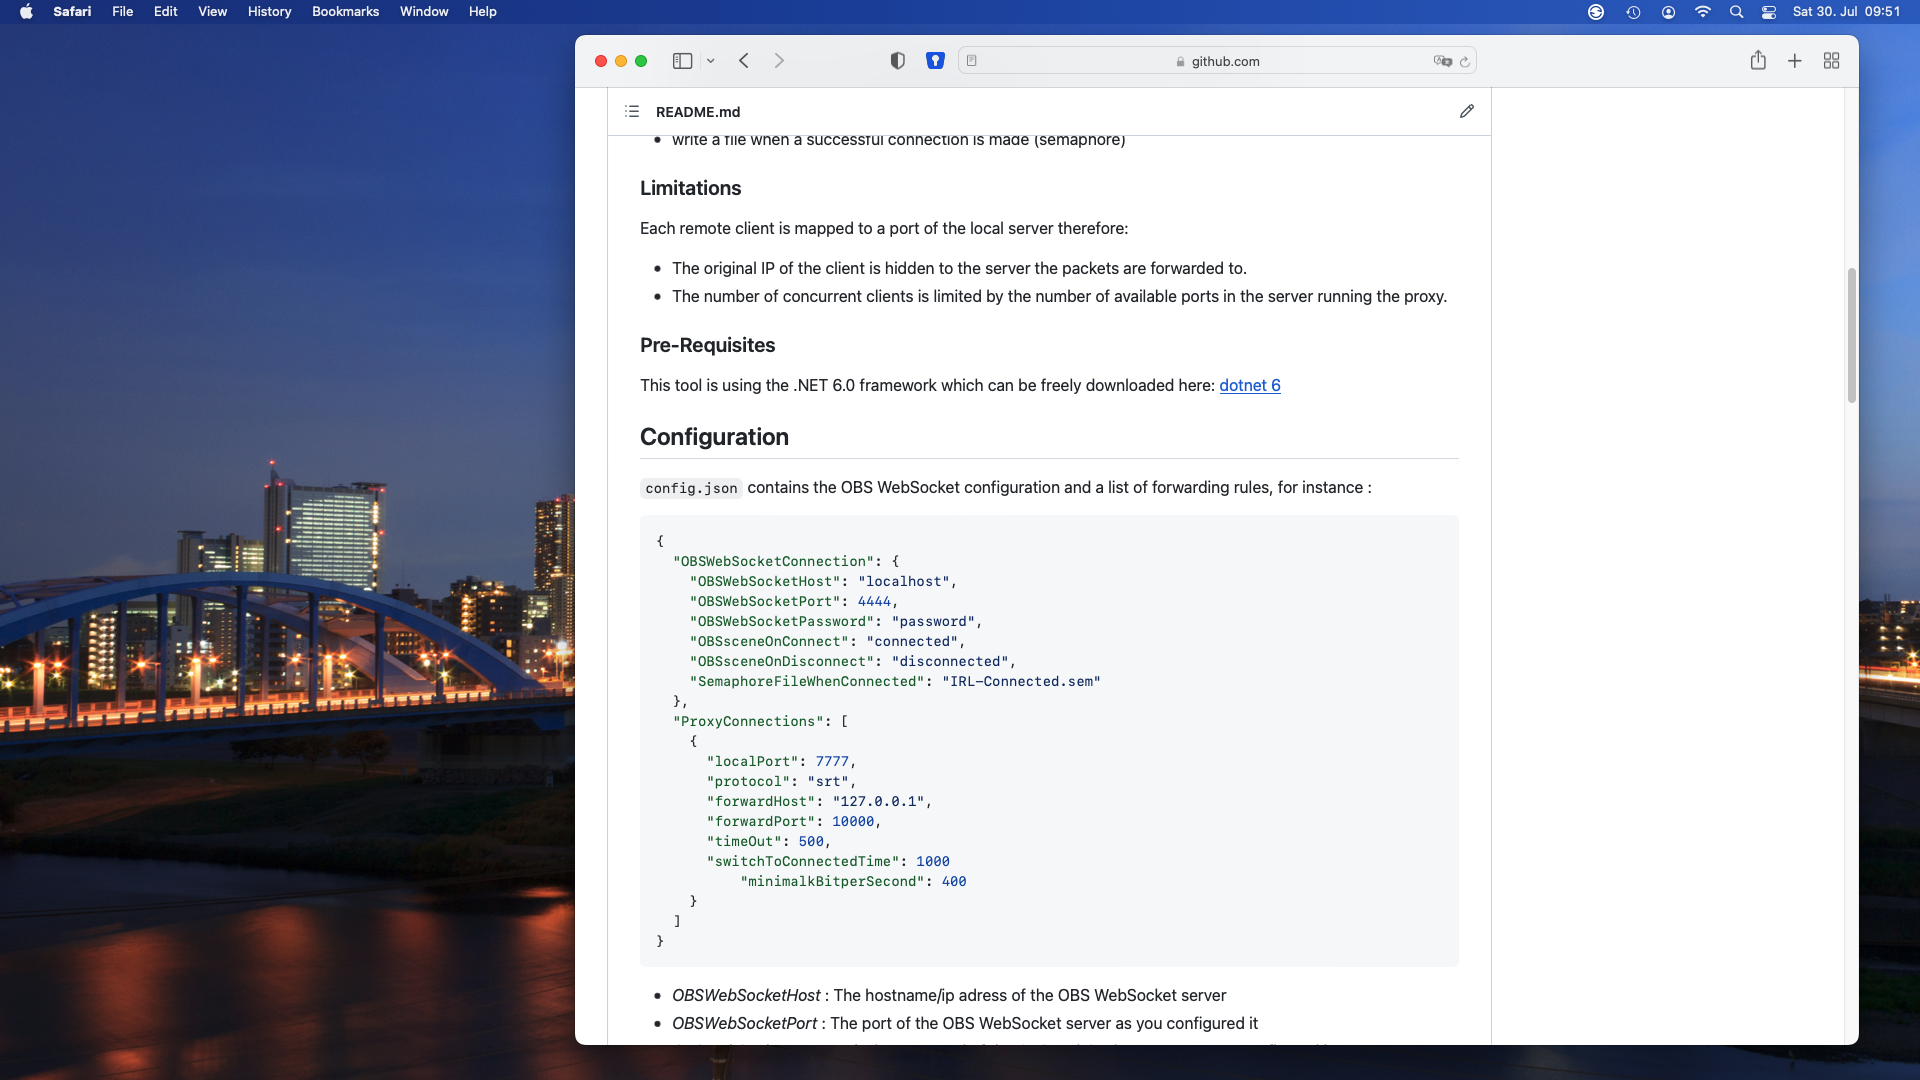 Safari File Edit View History Bookmarks Window Help Sat 30. Jul 09:51
github.com
README.md
write a file when a successful connection is made (semaphore)
Limitations
Each remote client is mapped to a port of the local server therefore:
The original IP of the client is hidden to the server the packets are forwarded to.
The number of concurrent clients is limited by the number of available ports in the server running the proxy.
Pre-Requisites
This tool is using the .NET 6.0 framework which can be freely downloaded here: dotnet 6
Configuration
config.json contains the OBS WebSocket configuration and a list of forwarding rules, for instance :
{
"OBSWebSocketConnection": {
"OBSWebSocketHost": "localhost",
"OBSWebSocketPort": 4444,
"OBSWebSocketPassword": "password",
"OBSsceneOnConnect": "connected",
"OBSsceneOnDisconnect": "disconnected",
"SemaphoreFileWhenConnected": "IRL-Connected.sem"
},
"ProxyConnections": [
{
"localPort": 7777,
"protocol": "srt",
"forwardHost": "127.0.0.1",
"forwardPort": 10000,
"timeOut": 500,
"switchToConnectedTime": 1000
"minimalkBitperSecond": 400
}
]
}
OBSWebSocketHost : The hostname/ip adress of the OBS WebSocket server
OBSWebSocketPort : The port of the OBS WebSocket server as you configured it